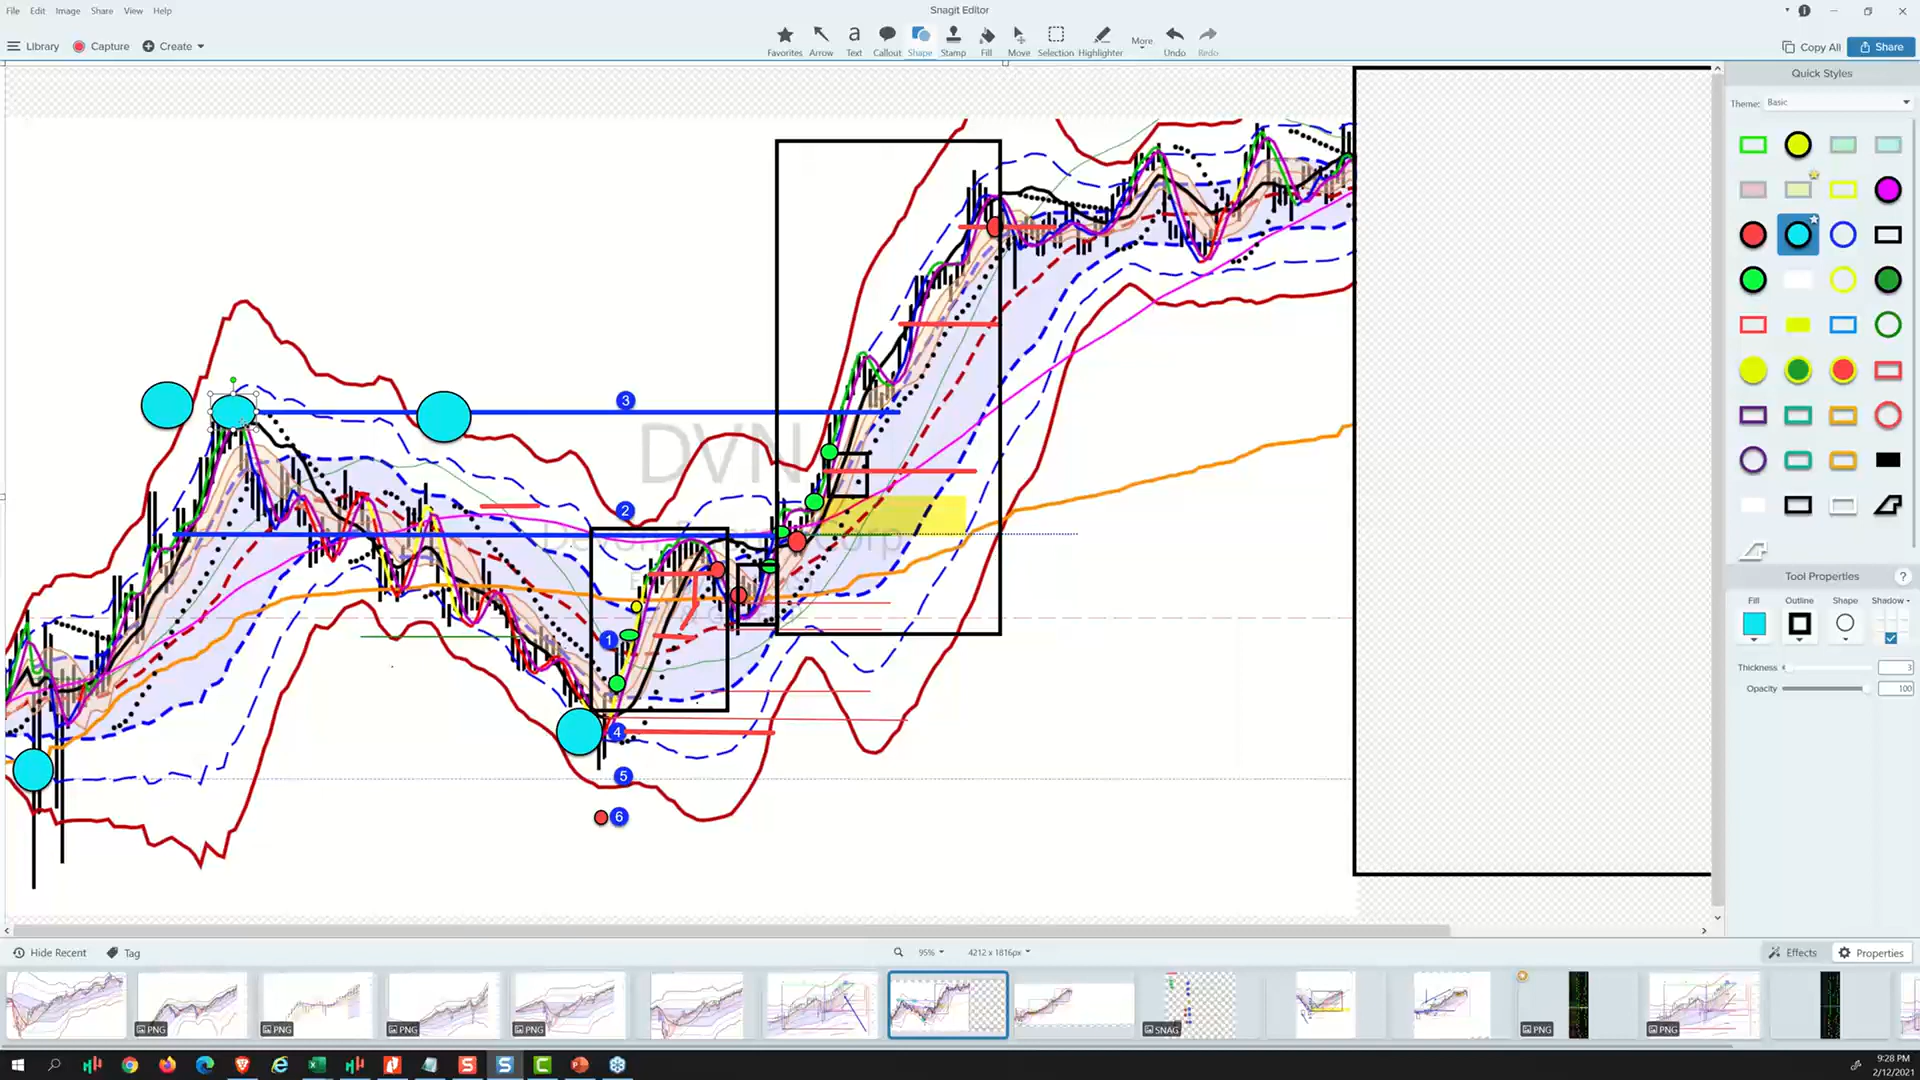 File Edit Image Share View Help
Snagit Editor
Library Capture Create
Favorites Arrow Text Callout Shape Stamp Fill Move Selection Highlighter More Undo Redo
Copy All Share
Quick Styles
Theme: Basic
3
DVN
2
Corp
1
4
5
6
Tool Properties ?
Fill Outline Shape Shadow
Thickness 3
Opacity 100
Hide Recent Tag
95% 4212 x 1816px
Effects Properties
PNG PNG PNG PNG SNAG PNG PNG
9:28 PM
2/12/2021